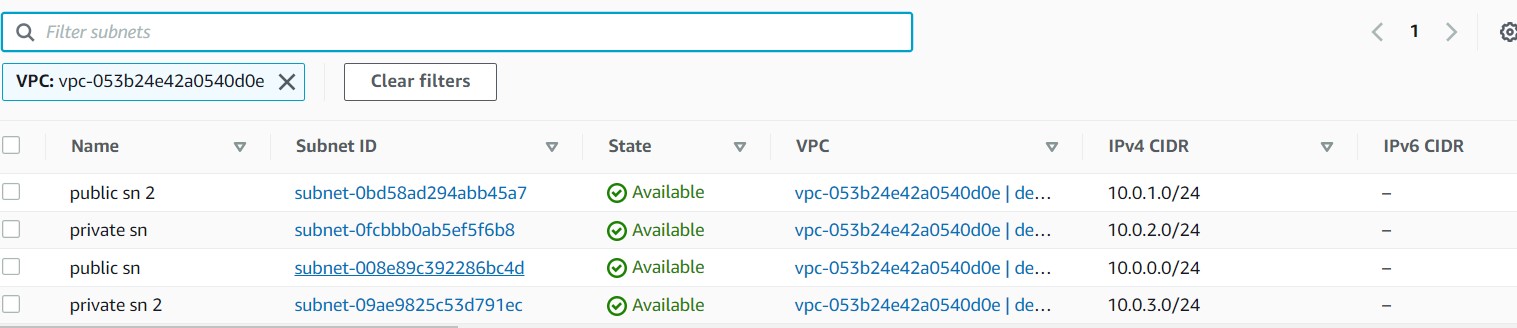 Filter subnets
1
VPC: vpc-053b24e42a0540d0e
Clear filters
Name Subnet ID State VPC IPv4 CIDR IPv6 CIDR
public sn 2 subnet-0bd58ad294abb45a7 Available vpc-053b24e42a0540d0e | de... 10.0.1.0/24 –
private sn subnet-0fcbbb0ab5ef5f6b8 Available vpc-053b24e42a0540d0e | de... 10.0.2.0/24 –
public sn subnet-008e89c392286bc4d Available vpc-053b24e42a0540d0e | de... 10.0.0.0/24 –
private sn 2 subnet-09ae9825c53d791ec Available vpc-053b24e42a0540d0e | de... 10.0.3.0/24 –